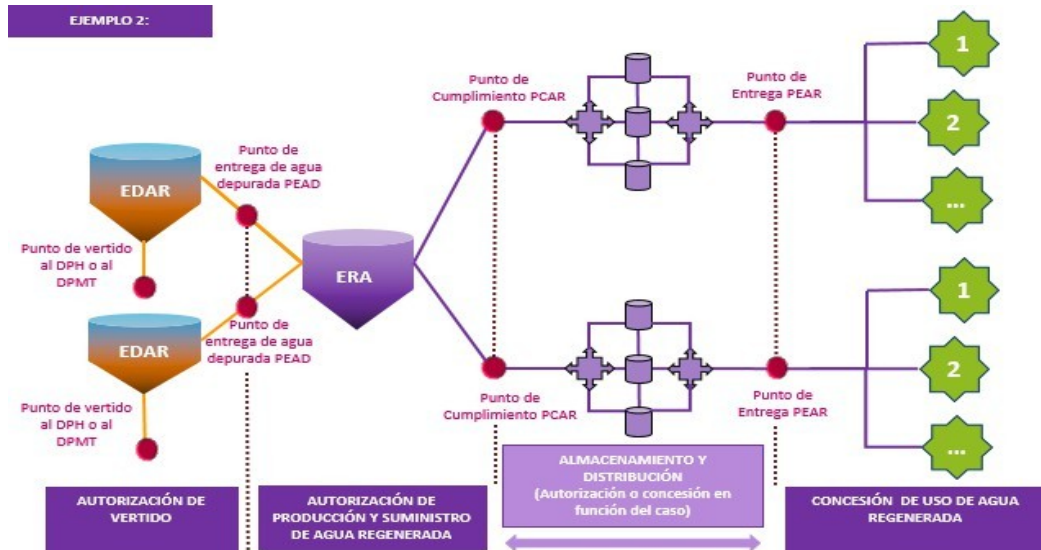 EJEMPLO 2:
Punto de
Cumplimiento PCAR
Punto de
Entrega PEAR
1
2
...
Punto de
entrega de agua
depurada PEAD
EDAR
Punto de vertido
al DPH o al
DPMT
ERA
EDAR
Punto de
entrega de agua
depurada PEAD
Punto de vertido
al DPH o al
DPMT
Punto de
Cumplimiento PCAR
Punto de
Entrega PEAR
1
2
...
AUTORIZACIÓN DE
VERTIDO
AUTORIZACIÓN DE
PRODUCCIÓN Y SUMINISTRO
DE AGUA REGENERADA
ALMACENAMIENTO Y
DISTRIBUCIÓN
(Autorización o concesión en
función del caso)
CONCESIÓN DE USO DE AGUA
REGENERADA